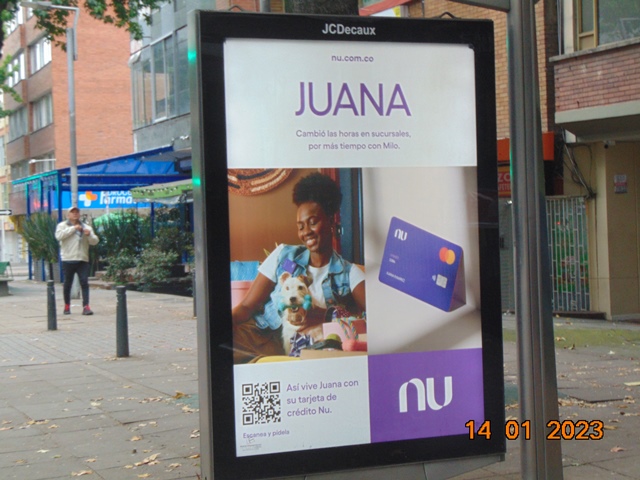 JCDecaux
nu.com.co
JUANA
Cambió las horas en sucursales,
por más tiempo con Milo.
nu
Así vive Juana con
su tarjeta de
crédito Nu.
Escanea y pídela
nu
14 01 2023